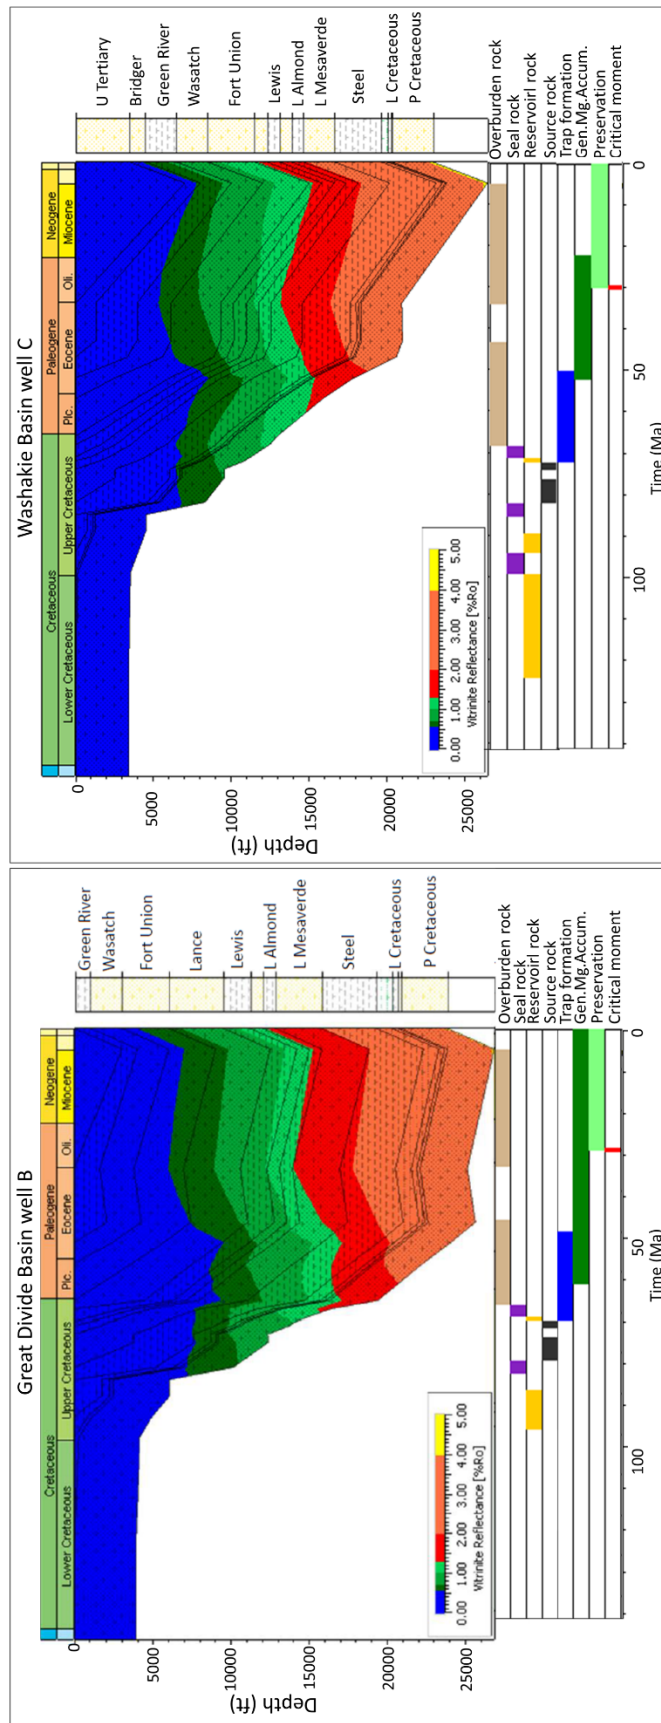 Great Divide Basin well B
Cretaceous
Paleogene
Neogene
Lower Cretaceous
Upper Cretaceous
Plc.
Eocene
Oli.
Miocene
0
5000
10000
15000
20000
25000
Depth (ft)
Green River
Wasatch
Fort Union
Lance
Lewis
L Almond
L Mesaverde
Steel
L Cretaceous
P Cretaceous
0.00 1.00 2.00 3.00 4.00 5.00
Vitrinite Reflectance [%Ro]
Overburden rock
Seal rock
Reservoirl rock
Source rock
Trap formation
Gen.Mg.Accum.
Preservation
Critical moment
100
50
0
Time (Ma)
Washakie Basin well C
Cretaceous
Paleogene
Neogene
Lower Cretaceous
Upper Cretaceous
Plc.
Eocene
Oli.
Miocene
0
5000
10000
15000
20000
25000
Depth (ft)
U Tertiary
Bridger
Green River
Wasatch
Fort Union
Lewis
L Almond
L Mesaverde
Steel
L Cretaceous
P Cretaceous
0.00 1.00 2.00 3.00 4.00 5.00
Vitrinite Reflectance [%Ro]
Overburden rock
Seal rock
Reservoirl rock
Source rock
Trap formation
Gen.Mg.Accum.
Preservation
Critical moment
100
50
0
Time (Ma)